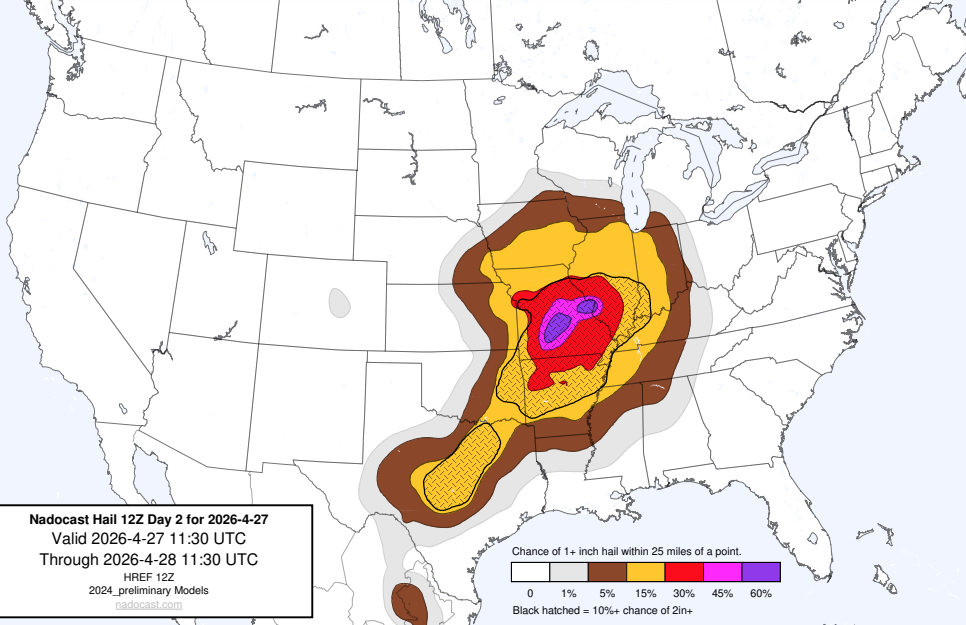 Nadocast Hail 12Z Day 2 for 2026-4-27
Valid 2026-4-27 11:30 UTC
Through 2026-4-28 11:30 UTC
HREF 12Z
2024_preliminary Models
nadocast.com
Chance of 1+ inch hail within 25 miles of a point.
0 1% 5% 15% 30% 45% 60%
Black hatched = 10%+ chance of 2in+